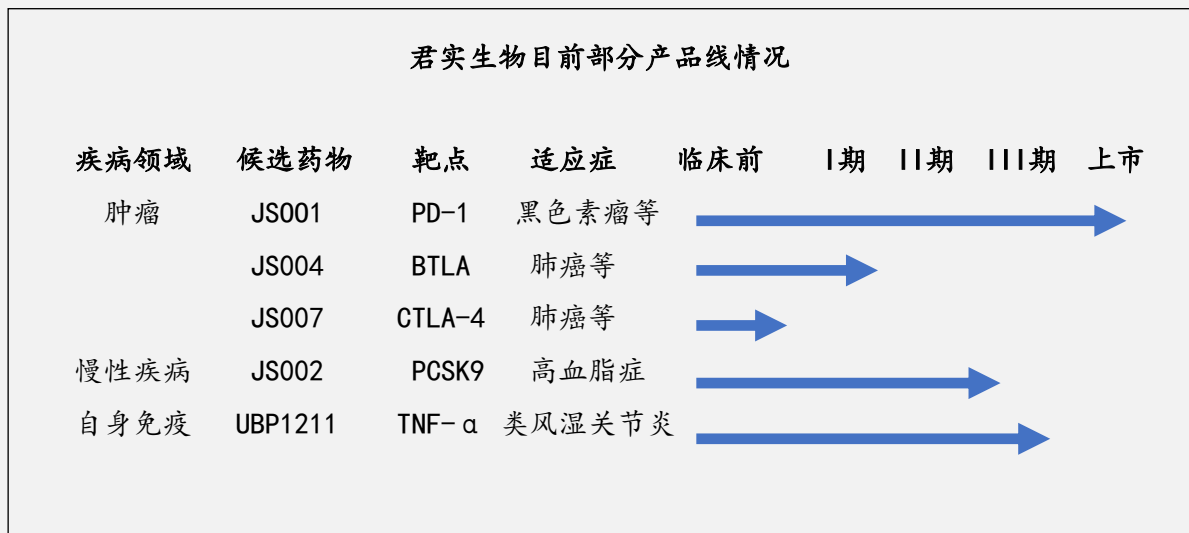 君实生物目前部分产品线情况
疾病领域 候选药物 靶点 适应症 临床前 I期 II期 III期 上市
肿瘤 JS001 PD-1 黑色素瘤等
JS004 BTLA 肺癌等
JS007 CTLA-4 肺癌等
慢性疾病 JS002 PCSK9 高血脂症
自身免疫 UBP1211 TNF-α 类风湿关节炎